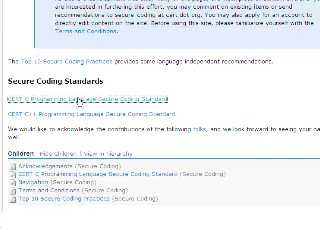 are interested in furthering this effort, you may comment on existing items or send
recommendations to secure coding at cert dot org. You may also apply for an account to
directly edit content on the site. Before using this site, please familiarize yourself with the
Terms and Conditions.
The Top 10 Secure Coding Practices provides some language independent recommendations.
Secure Coding Standards
CERT C Programming Language Secure Coding Standard
CERT C++ Programming Language Secure Coding Standard
We would like to acknowledge the contributions of the following folks, and we look forward to seeing your na
well.
Children Hide Children | View in Hierarchy
Acknowledgements (Secure Coding)
CERT C Programming Language Secure Coding Standard (Secure Coding)
Navigation (Secure Coding)
Terms and Conditions (Secure Coding)
Top 10 Secure Coding Practices (Secure Coding)